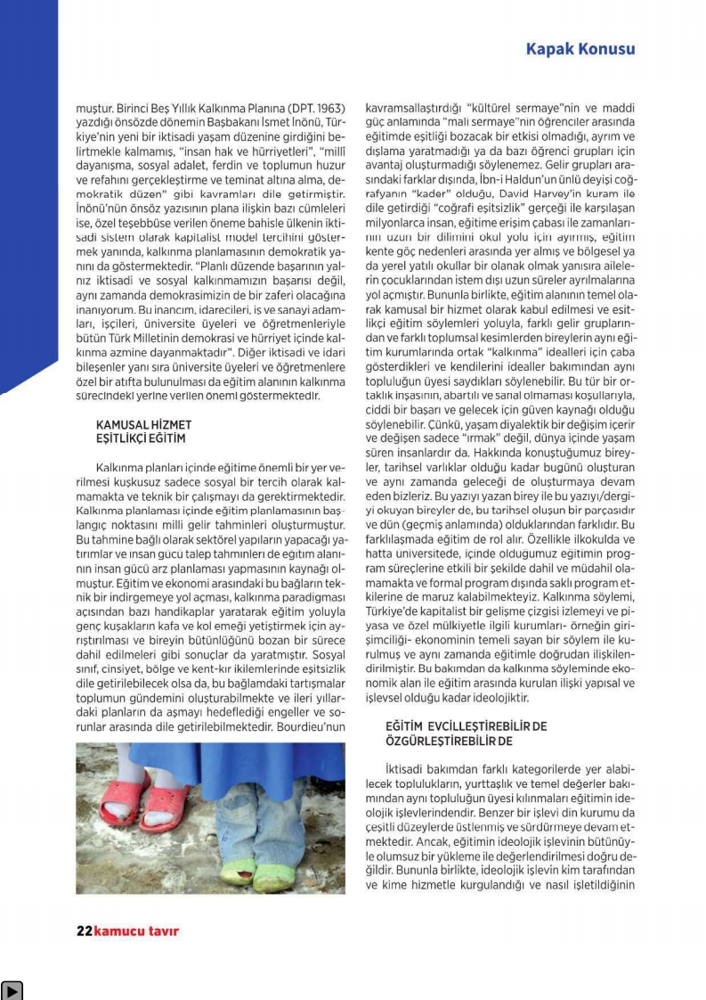 Kapak Konusu
muştur. Birinci Beş Yıllık Kalkınma Planına (DPT. 1963)
yazdığı önsözde dönemin Başbakanı İsmet İnönü, Tür-
kiye'nin yeni bir iktisadi yaşam düzenine girdiğini be-
lirtmekle kalmamış, “insan hak ve hürriyetleri”, “millî
dayanışma, sosyal adalet, ferdin ve toplumun huzur
ve refahını gerçekleştirme ve teminat altına alma, de-
mokratik düzen” gibi kavramları dile getirmiştir.
İnönü'nün önsöz yazısının plana ilişkin bazı cümleleri
ise, özel teşebbüse verilen öneme bahisle ülkenin ikti-
sadi sistem olarak kapitalist model tercihini göster-
mek yanında, kalkınma planlamasının demokratik ya-
nını da göstermektedir. “Planlı düzende başarının yal-
nız iktisadi ve sosyal kalkınmamızın başarısı değil,
aynı zamanda demokrasimizin de bir zaferi olacağına
inanıyorum. Bu inancım, idarecileri, iş ve sanayi adam-
ları, işçileri, üniversite üyeleri ve öğretmenleriyle
bütün Türk Milletinin demokrasi ve hürriyet içinde kal-
kınma azmine dayanmaktadır”. Diğer iktisadi ve idari
bileşenler yanı sıra üniversite üyeleri ve öğretmenlere
özel bir atıfta bulunulması da eğitim alanının kalkınma
sürecindeki yerine verilen önemi göstermektedir.
KAMUSAL HİZMET
EŞİTLİKÇİ EĞİTİM
Kalkınma planları içinde eğitime önemli bir yer ve-
rilmesi kuşkusuz sadece sosyal bir tercih olarak kal-
mamakta ve teknik bir çalışmayı da gerektirmektedir.
Kalkınma planlaması içinde eğitim planlamasının baş-
langıç noktasını milli gelir tahminleri oluşturmuştur.
Bu tahmine bağlı olarak sektörel yapıların yapacağı ya-
tırımlar ve insan gücü talep tahminleri de eğitim alanı-
nın insan gücü arz planlaması yapmasının kaynağı ol-
muştur. Eğitim ve ekonomi arasındaki bu bağların tek-
nik bir indirgemeye yol açması, kalkınma paradigması
açısından bazı handikaplar yaratarak eğitim yoluyla
genç kuşakların kafa ve kol emeği yetiştirmek için ay-
rıştırılması ve bireyin bütünlüğünü bozan bir sürece
dahil edilmeleri gibi sonuçlar da yaratmıştır. Sosyal
sınıf, cinsiyet, bölge ve kent-kır ikilemlerinde eşitsizlik
dile getirilebilecek olsa da, bu bağlamdaki tartışmalar
toplumun gündemini oluşturabilmekte ve ileri yıllar-
daki planların da aşmayı hedeflediği engeller ve so-
runlar arasında dile getirilebilmektedir. Bourdieu'nun
kavramsallaştırdığı “kültürel sermaye”nin ve maddi
güç anlamında “mali sermaye”nin öğrenciler arasında
eğitimde eşitliği bozacak bir etkisi olmadığı, ayrım ve
dışlama yaratmadığı ya da bazı öğrenci grupları için
avantaj oluşturmadığı söylenemez. Gelir grupları ara-
sındaki farklar dışında, İbn-i Haldun'un ünlü deyişi coğ-
rafyanın “kader” olduğu, David Harvey'in kuram ile
dile getirdiği “coğrafi eşitsizlik” gerçeği ile karşılaşan
milyonlarca insan, eğitime erişim çabası ile zamanları-
nın uzun bir dilimini okul yolu için ayırmış, eğitim
kente göç nedenleri arasında yer almış ve bölgesel ya
da yerel yatılı okullar bir olanak olmak yanısıra ailele-
rin çocuklarından istem dışı uzun süreler ayrılmalarına
yol açmıştır. Bununla birlikte, eğitim alanının temel ola-
rak kamusal bir hizmet olarak kabul edilmesi ve eşit-
likçi eğitim söylemleri yoluyla, farklı gelir grupların-
dan ve farklı toplumsal kesimlerden bireylerin aynı eği-
tim kurumlarında ortak “kalkınma” idealleri için çaba
gösterdikleri ve kendilerini idealler bakımından aynı
topluluğun üyesi saydıkları söylenebilir. Bu tür bir or-
taklık inşasının, abartılı ve sanal olmaması koşullarıyla,
ciddi bir başarı ve gelecek için güven kaynağı olduğu
söylenebilir. Çünkü, yaşam diyalektik bir değişim içerir
ve değişen sadece “ırmak” değil, dünya içinde yaşam
süren insanlardır da. Hakkında konuştuğumuz birey-
ler, tarihsel varlıklar olduğu kadar bugünü oluşturan
ve aynı zamanda geleceği de oluşturmaya devam
eden bizleriz. Bu yazıyı yazan birey ile bu yazıyı/dergi-
yi okuyan bireyler de, bu tarihsel oluşun bir parçasıdır
ve dün (geçmiş anlamında) olduklarından farklıdır. Bu
farklılaşmada eğitim de rol alır. Özellikle ilkokulda ve
hatta üniversitede, içinde olduğumuz eğitimin prog-
ram süreçlerine etkili bir şekilde dahil ve müdahil ola-
mamakta ve formal program dışında saklı program et-
kilerine de maruz kalabilmekteyiz. Kalkınma söylemi,
Türkiye'de kapitalist bir gelişme çizgisi izlemeyi ve pi-
yasa ve özel mülkiyetle ilgili kurumları- örneğin giri-
şimciliği- ekonominin temeli sayan bir söylem ile ku-
rulmuş ve aynı zamanda eğitimle doğrudan ilişkilen-
dirilmiştir. Bu bakımdan da kalkınma söyleminde eko-
nomik alan ile eğitim arasında kurulan ilişki yapısal ve
işlevsel olduğu kadar ideolojiktir.
EĞİTİM EVCİLLEŞTİREBİLİR DE
ÖZGÜRLEŞTİREBİLİR DE
İktisadi bakımdan farklı kategorilerde yer alabi-
lecek toplulukların, yurttaşlık ve temel değerler bakı-
mından aynı topluluğun üyesi kılınmaları eğitimin ide-
olojik işlevlerindendir. Benzer bir işlevi din kurumu da
çeşitli düzeylerde üstlenmiş ve sürdürmeye devam et-
mektedir. Ancak, eğitimin ideolojik işlevinin bütünüy-
le olumsuz bir yükleme ile değerlendirilmesi doğru de-
ğildir. Bununla birlikte, ideolojik işlevin kim tarafından
ve kime hizmetle kurgulandığı ve nasıl işletildiğinin
22kamucu tavır